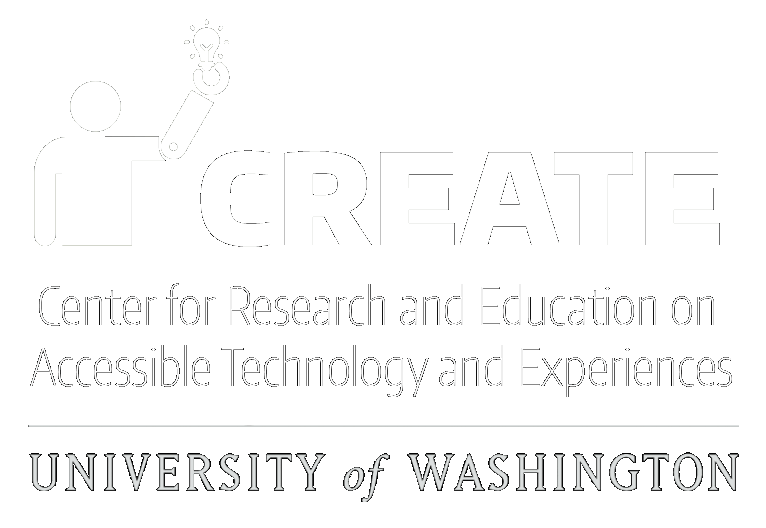 CREATE
Center for Research and Education on
Accessible Technology and Experiences
UNIVERSITY of WASHINGTON